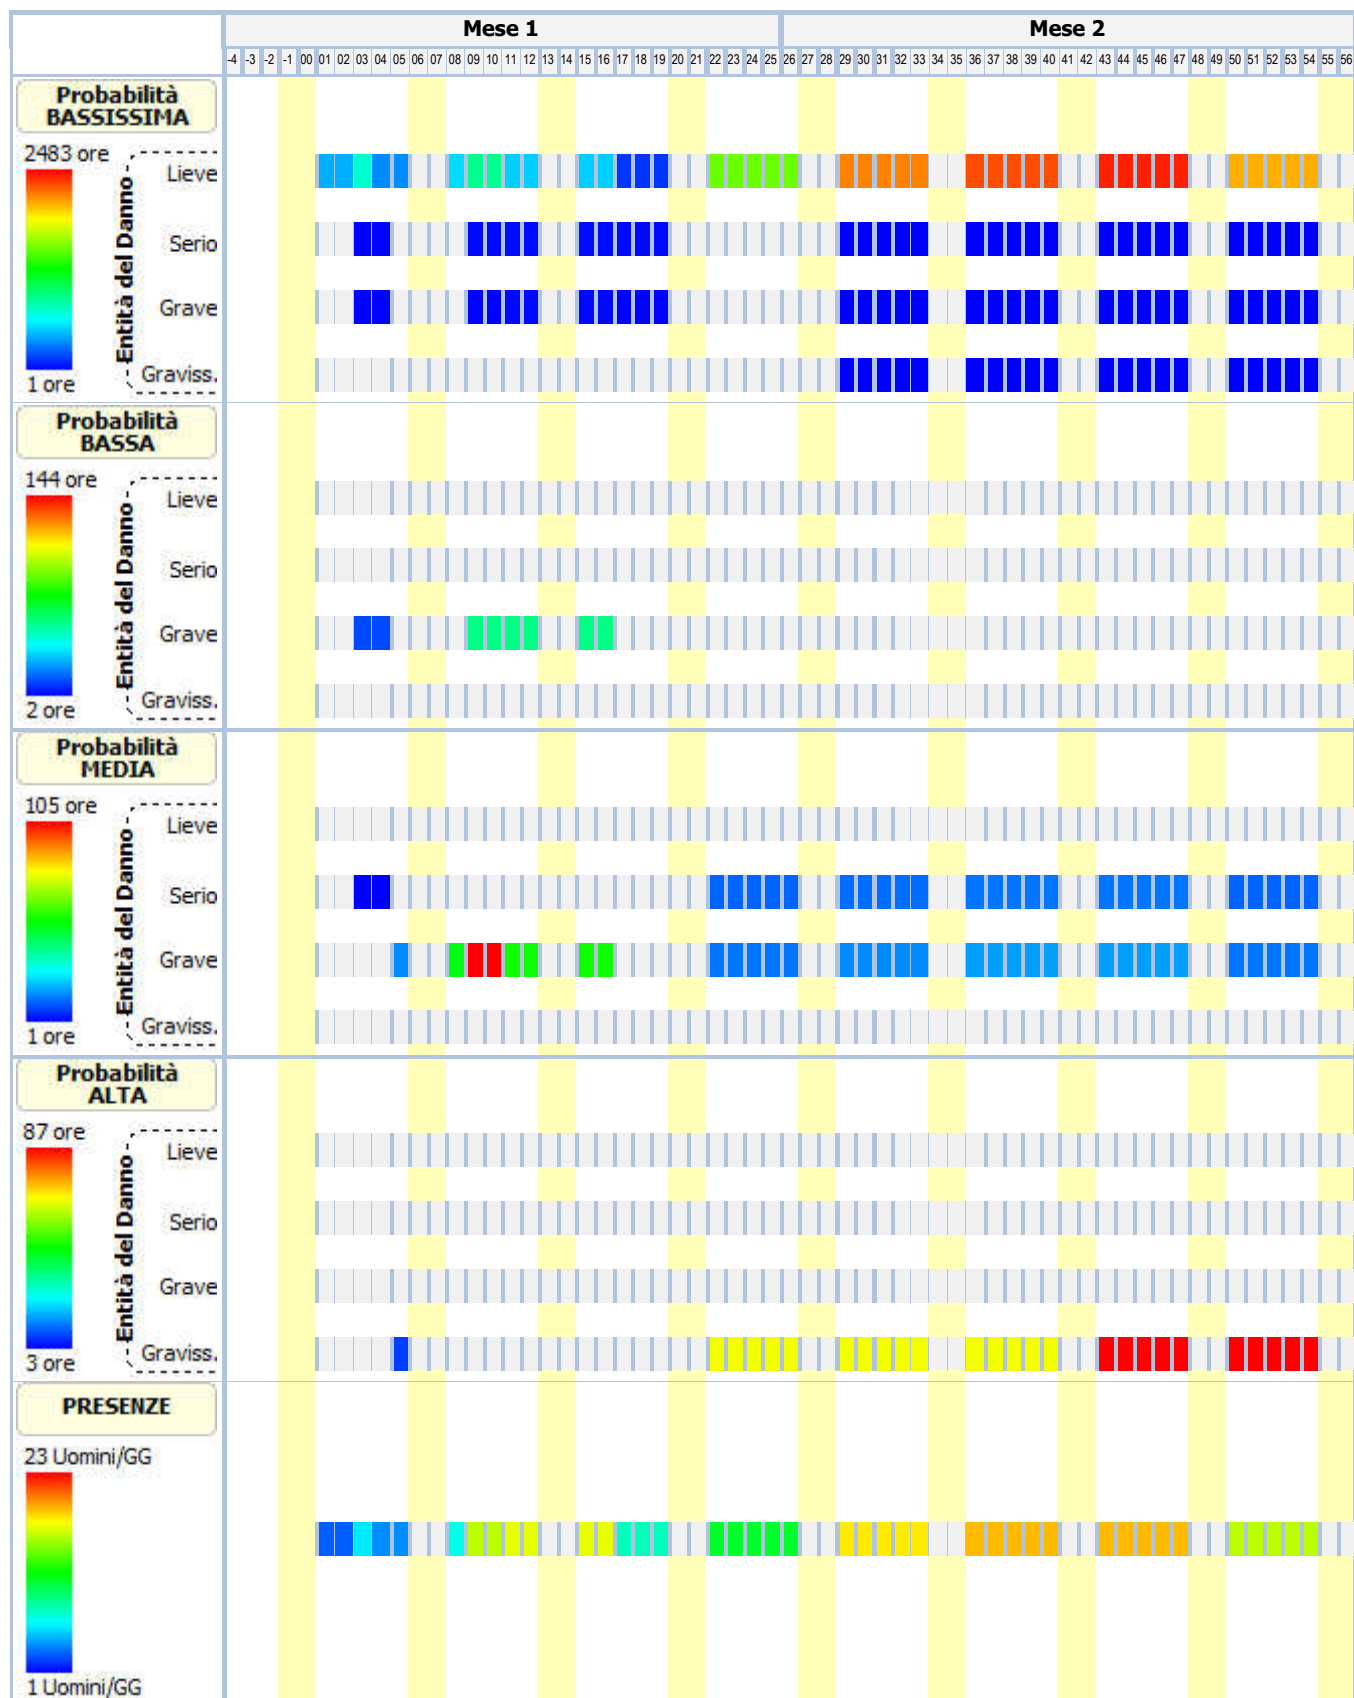 Mese 1 Mese 2
-4 -3 -2 -1 00 01 02 03 04 05 06 07 08 09 10 11 12 13 14 15 16 17 18 19 20 21 22 23 24 25 26 27 28 29 30 31 32 33 34 35 36 37 38 39 40 41 42 43 44 45 46 47 48 49 50 51 52 53 54 55 56
Probabilità
BASSISSIMA
2483 ore
1 ore
Entità del Danno
Lieve
Serio
Grave
Graviss.
Probabilità
BASSA
144 ore
2 ore
Entità del Danno
Lieve
Serio
Grave
Graviss.
Probabilità
MEDIA
105 ore
1 ore
Entità del Danno
Lieve
Serio
Grave
Graviss.
Probabilità
ALTA
87 ore
3 ore
Entità del Danno
Lieve
Serio
Grave
Graviss.
PRESENZE
23 Uomini/GG
1 Uomini/GG